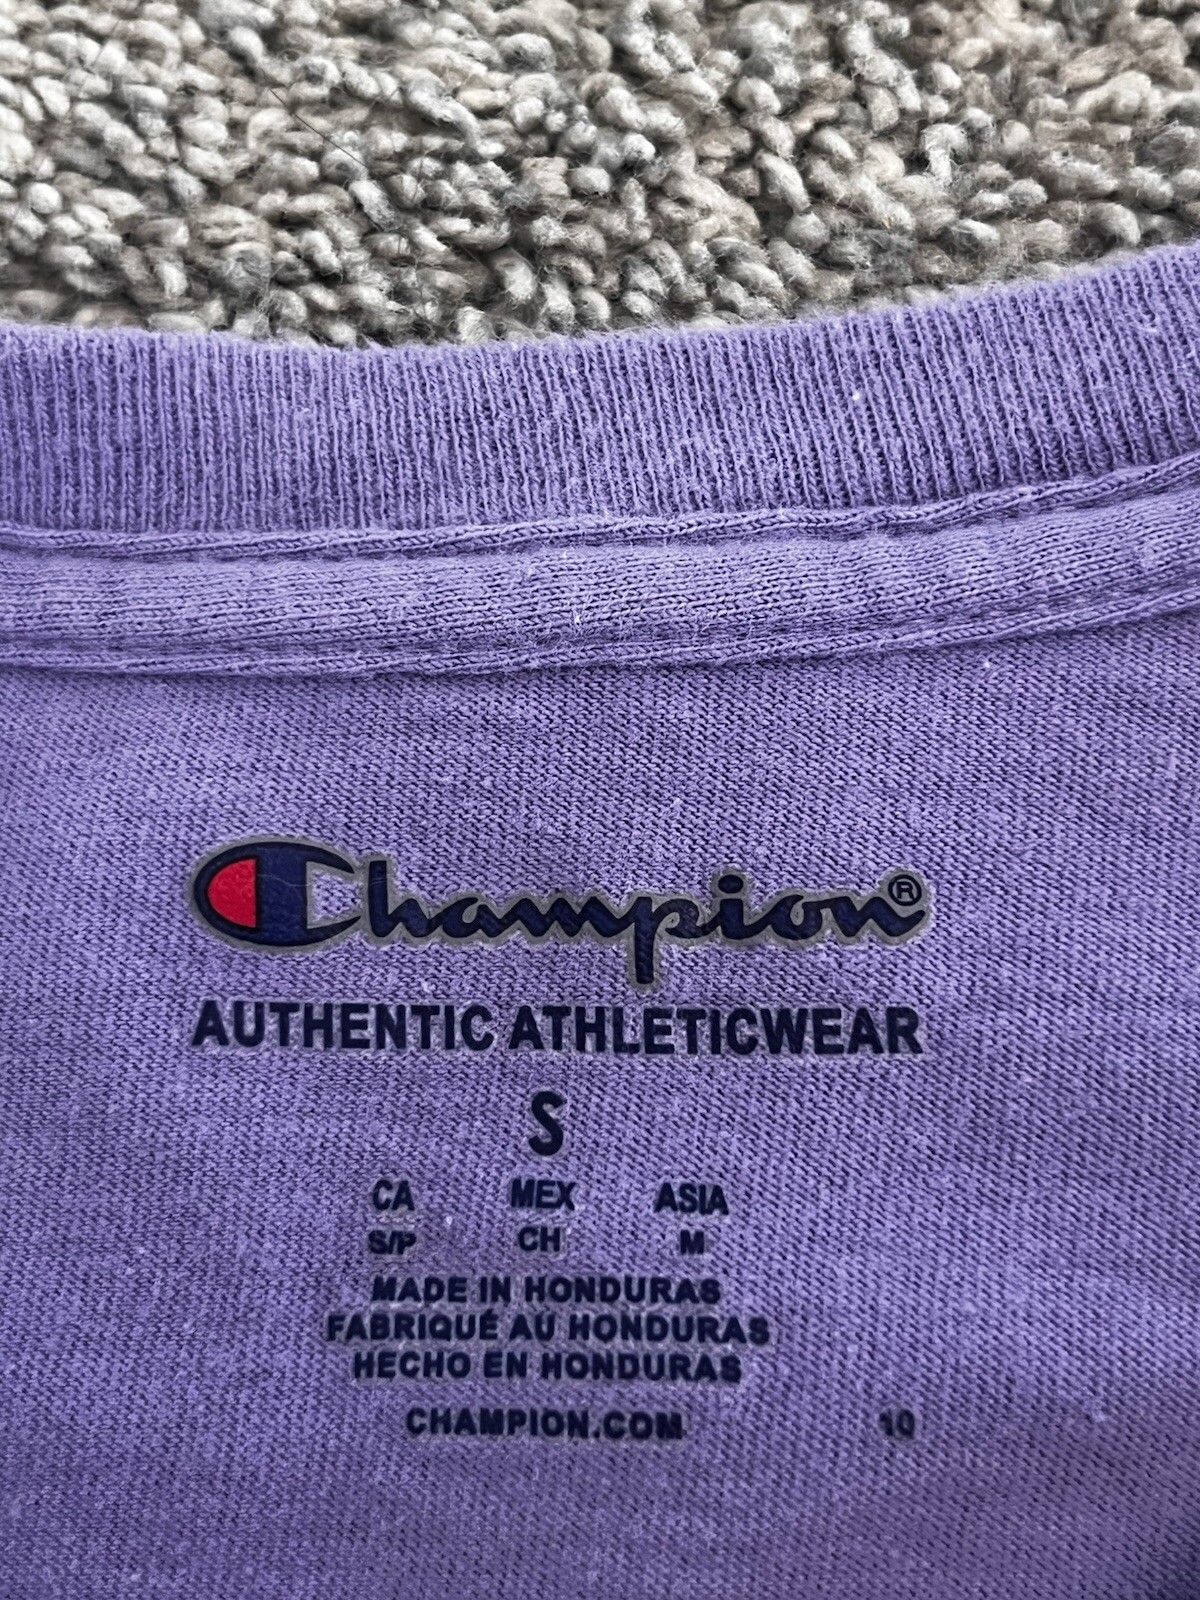 Champion®
AUTHENTIC ATHLETICWEAR
S
CA MEX ASIA
S/P CH M
MADE IN HONDURAS
FABRIQUÉ AU HONDURAS
HECHO EN HONDURAS
CHAMPION.COM 10